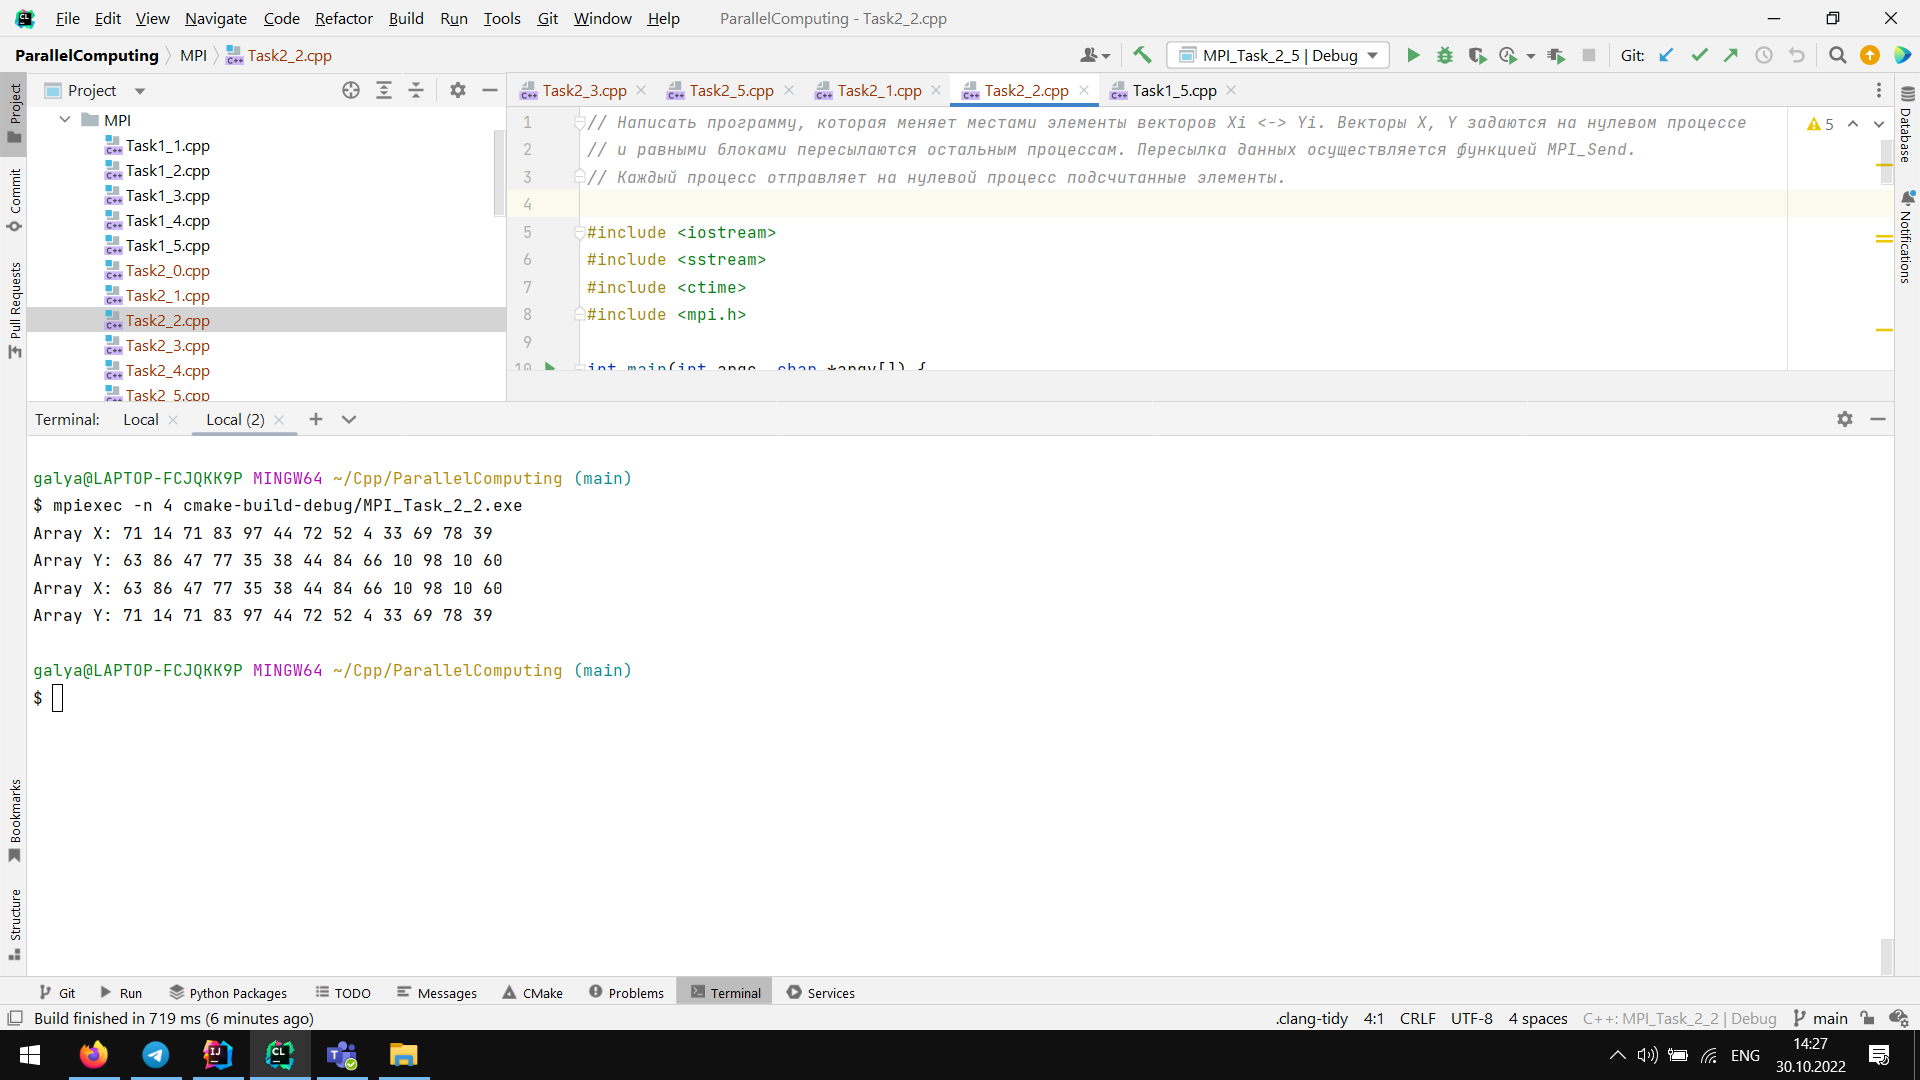 File Edit View Navigate Code Refactor Build Run Tools Git Window Help ParallelComputing - Task2_2.cpp
ParallelComputing MPI Task2_2.cpp MPI_Task_2_5 | Debug Git:
Project
Task2_3.cpp Task2_5.cpp Task2_1.cpp Task2_2.cpp Task1_5.cpp
MPI
Task1_1.cpp
Task1_2.cpp
Task1_3.cpp
Task1_4.cpp
Task1_5.cpp
Task2_0.cpp
Task2_1.cpp
Task2_2.cpp
Task2_3.cpp
Task2_4.cpp
Task2_5.cpp
1 // Написать программу, которая меняет местами элементы векторов Xi <-> Yi. Векторы X, Y задаются на нулевом процессе
2 // и равными блоками пересылаются остальным процессам. Пересылка данных осуществляется функцией MPI_Send.
3 // Каждый процесс отправляет на нулевой процесс подсчитанные элементы.
4
5 #include <iostream>
6 #include <sstream>
7 #include <ctime>
8 #include <mpi.h>
9
10 int main(int argc, char *argv[]) {
5
Project
Commit
Pull Requests
Bookmarks
Structure
Database
Notifications
Terminal: Local Local (2)
galya@LAPTOP-FCJQKK9P MINGW64 ~/Cpp/ParallelComputing (main)
$ mpiexec -n 4 cmake-build-debug/MPI_Task_2_2.exe
Array X: 71 14 71 83 97 44 72 52 4 33 69 78 39
Array Y: 63 86 47 77 35 38 44 84 66 10 98 10 60
Array X: 63 86 47 77 35 38 44 84 66 10 98 10 60
Array Y: 71 14 71 83 97 44 72 52 4 33 69 78 39
galya@LAPTOP-FCJQKK9P MINGW64 ~/Cpp/ParallelComputing (main)
$
Git Run Python Packages TODO Messages CMake Problems Terminal Services
Build finished in 719 ms (6 minutes ago) .clang-tidy 4:1 CRLF UTF-8 4 spaces C++: MPI_Task_2_2 | Debug main
ENG
14:27
30.10.2022